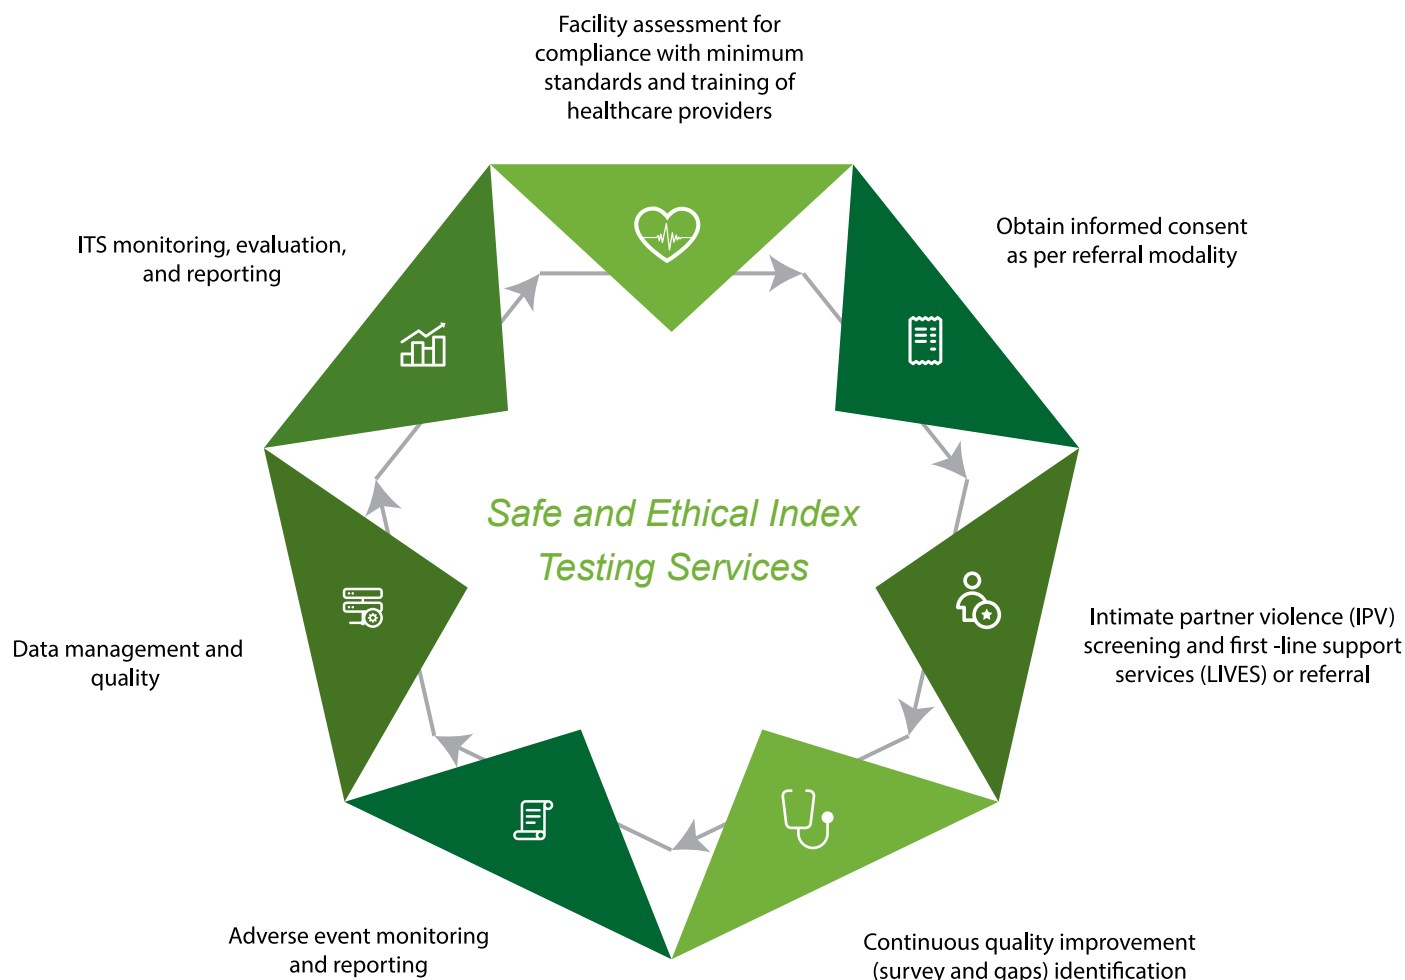 Facility assessment for
compliance with minimum
standards and training of
healthcare providers
Obtain informed consent
as per referral modality
Intimate partner violence (IPV)
screening and first -line support
services (LIVES) or referral
Continuous quality improvement
(survey and gaps) identification
Adverse event monitoring
and reporting
Data management and
quality
ITS monitoring, evaluation,
and reporting
Safe and Ethical Index
Testing Services